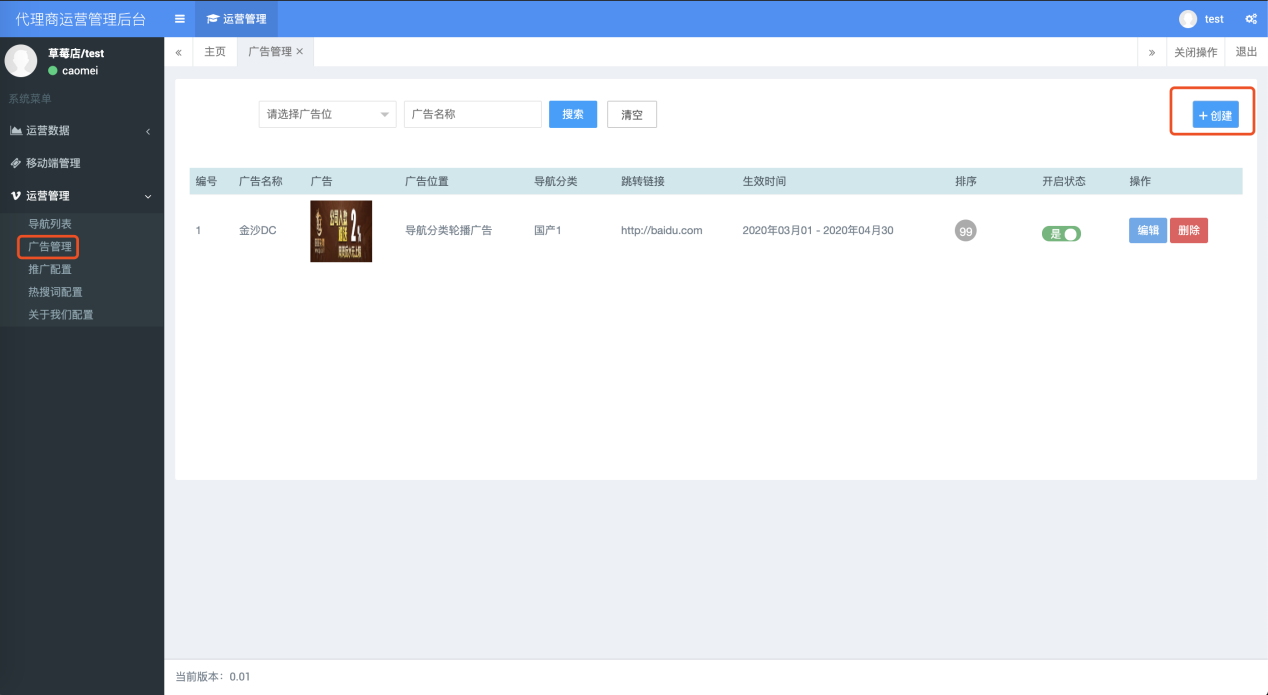 代理商运营管理后台
运营管理
test
草莓店/test
caomei
« 主页 广告管理 × » 关闭操作 退出
系统菜单
运营数据
移动端管理
运营管理
导航列表
广告管理
推广配置
热搜词配置
关于我们配置
请选择广告位 广告名称 搜索 清空 +创建
编号 广告名称 广告 广告位置 导航分类 跳转链接 生效时间 排序 开启状态 操作
1 金沙DC 导航分类轮播广告 国产1 http://baidu.com 2020年03月01 - 2020年04月30 99 是 编辑 删除
2%
当前版本：0.01